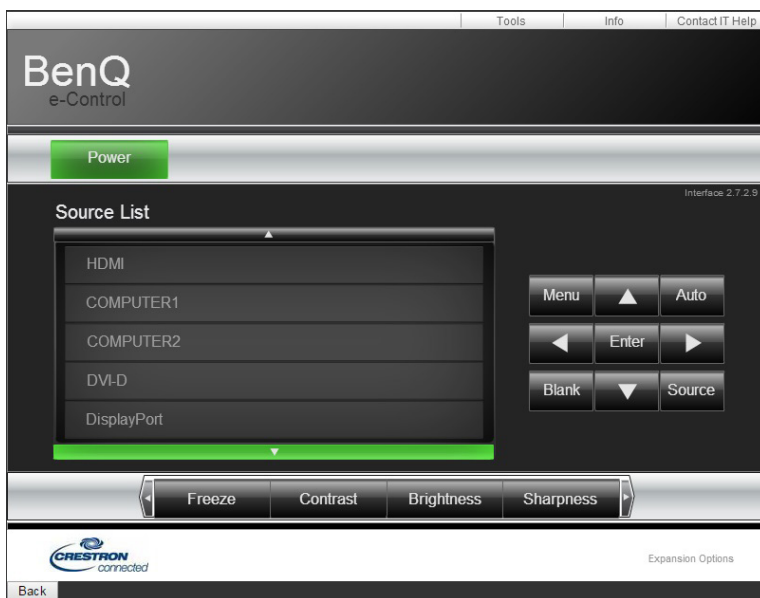 Tools Info Contact IT Help
BenQ
e-Control
Power
Interface 2.7.2.9
Source List
HDMI
COMPUTER1
COMPUTER2
DVI-D
DisplayPort
Menu Auto
Enter
Blank Source
Freeze Contrast Brightness Sharpness
CRESTRON
connected
Expansion Options
Back